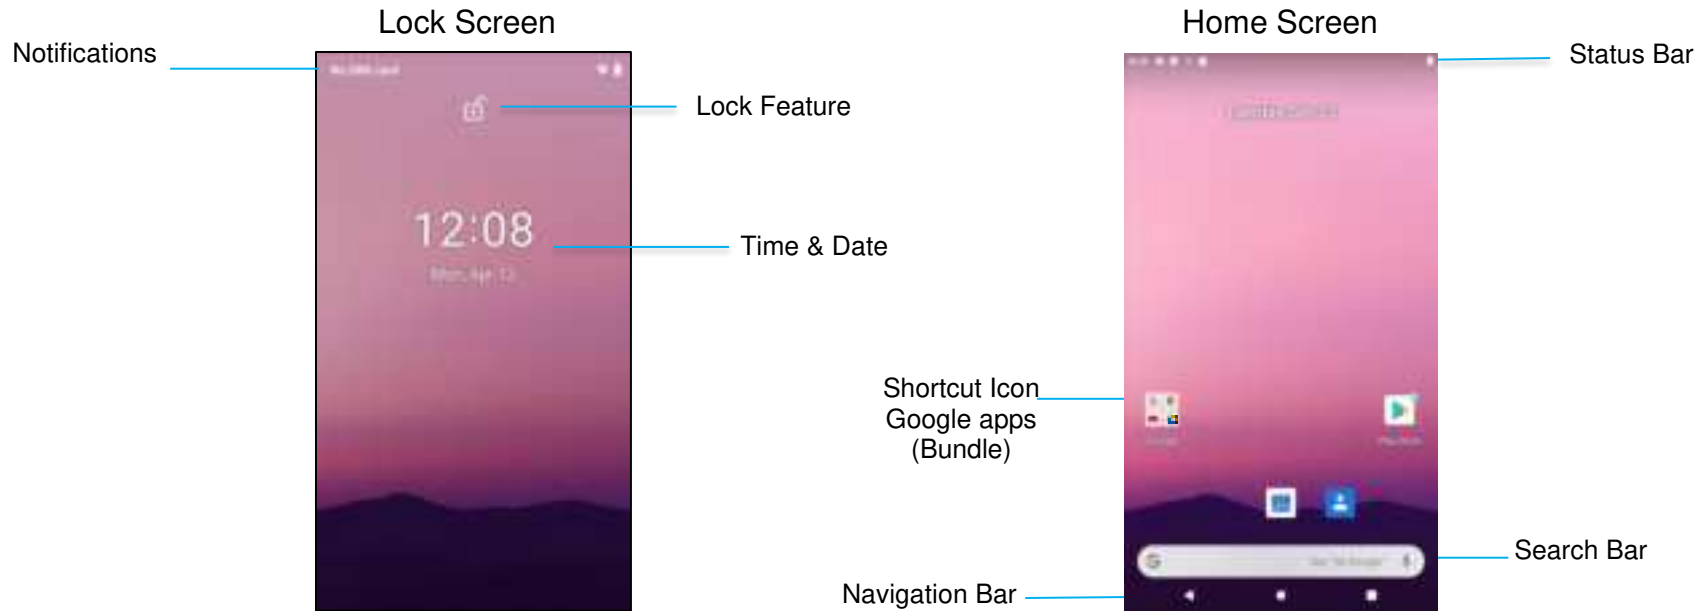 Lock Screen
Home Screen
Notifications
Status Bar
Lock Feature
12:08
Time & Date
Shortcut Icon
Google apps
(Bundle)
Search Bar
Navigation Bar